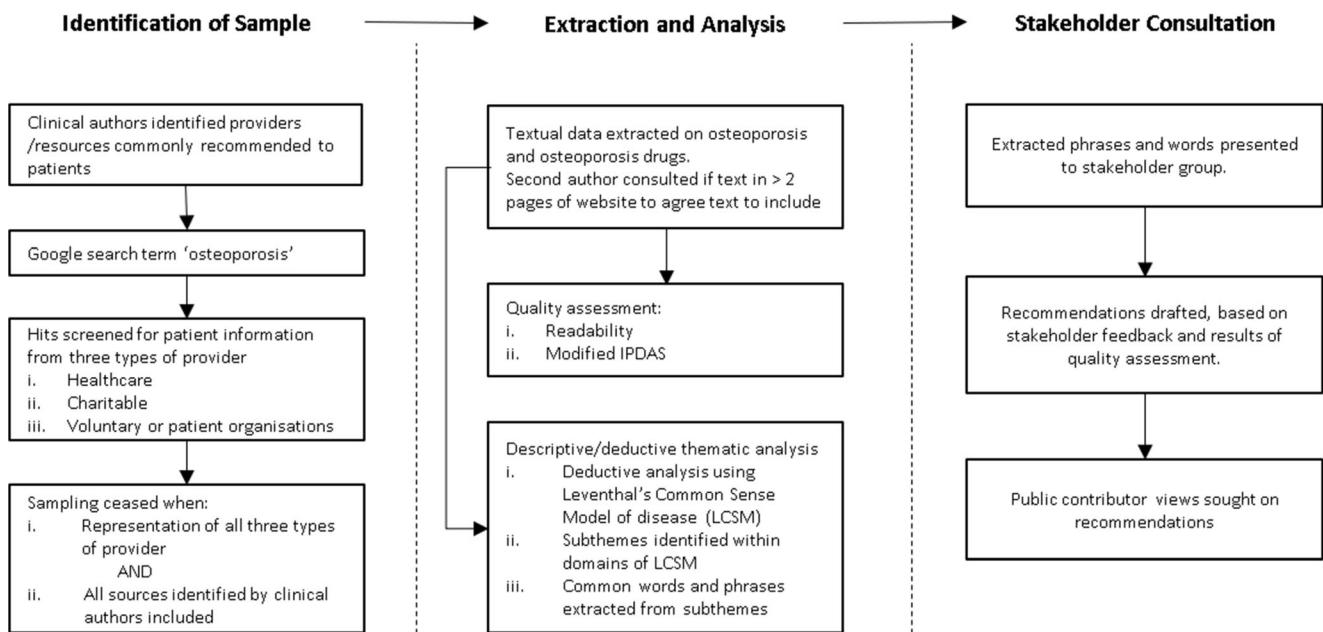 Identification of Sample
Clinical authors identified providers
/resources commonly recommended to
patients
Google search term ‘osteoporosis’
Hits screened for patient information
from three types of provider
i. Healthcare
ii. Charitable
iii. Voluntary or patient organisations
Sampling ceased when:
i. Representation of all three types
of provider
AND
ii. All sources identified by clinical
authors included
Extraction and Analysis
Textual data extracted on osteoporosis
and osteoporosis drugs.
Second author consulted if text in > 2
pages of website to agree text to include
Quality assessment:
i. Readability
ii. Modified IPDAS
Descriptive/deductive thematic analysis
i. Deductive analysis using
Leventhal’s Common Sense
Model of disease (LCSM)
ii. Subthemes identified within
domains of LCSM
iii. Common words and phrases
extracted from subthemes
Stakeholder Consultation
Extracted phrases and words presented
to stakeholder group.
Recommendations drafted, based on
stakeholder feedback and results of
quality assessment.
Public contributor views sought on
recommendations